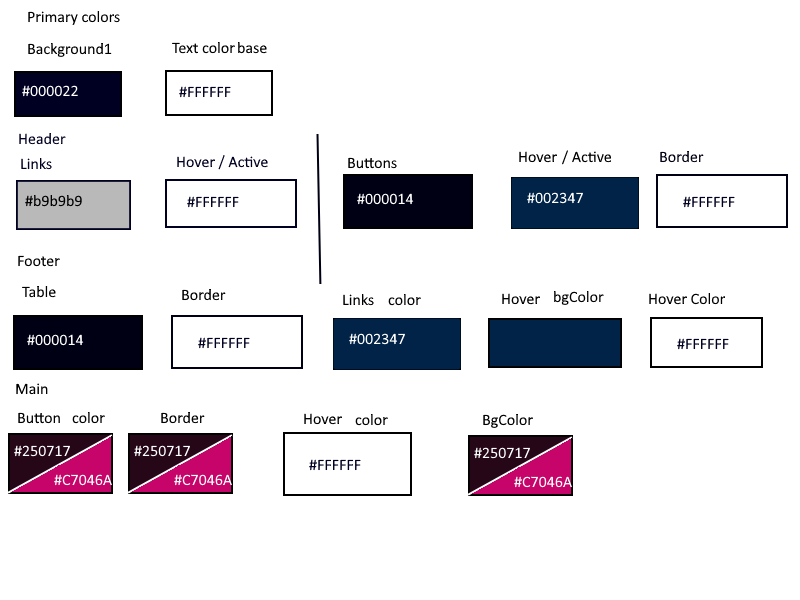 Primary colors
Background1 Text color base
#000022 #FFFFFF
Header
Links Hover / Active Buttons Hover / Active Border
#b9b9b9 #FFFFFF #000014 #002347 #FFFFFF
Footer
Table Border Links color Hover bgColor Hover Color
#000014 #FFFFFF #002347 #FFFFFF
Main
Button color Border Hover color BgColor
#250717 #250717 #FFFFFF #250717
#C7046A #C7046A #C7046A